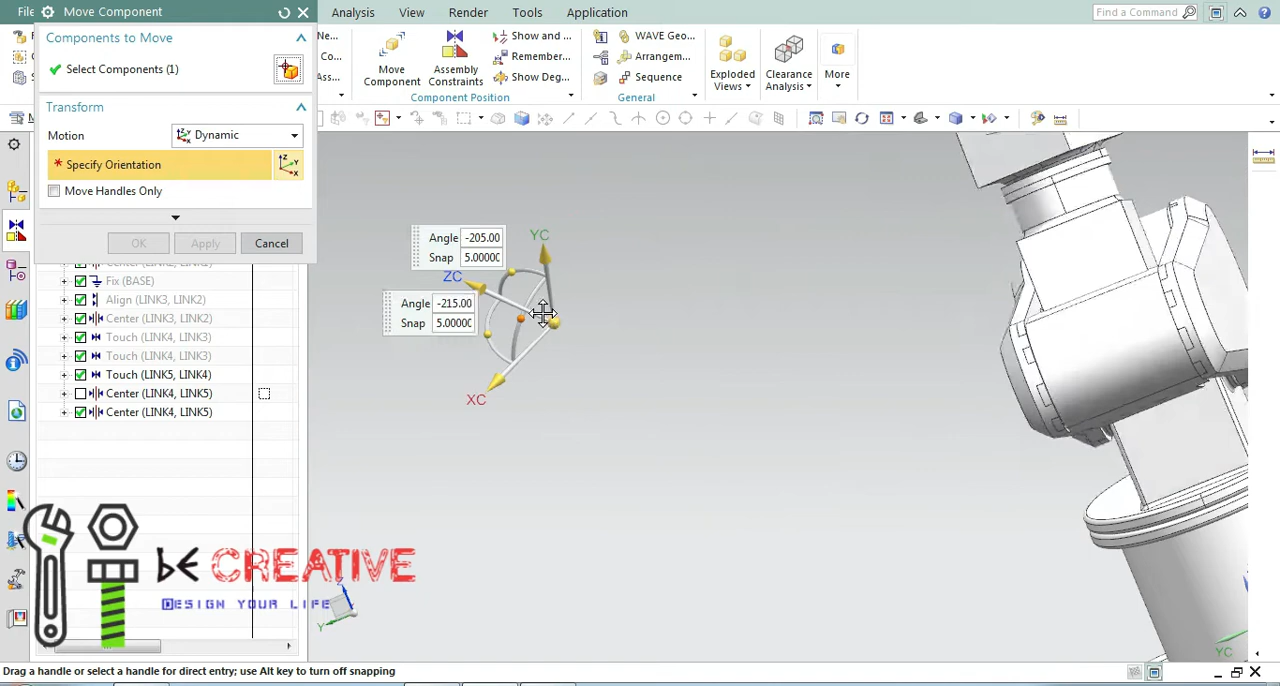 File
Move Component
Analysis
View
Render
Tools
Application
Find a Command
Components to Move
Select Components (1)
Transform
Motion
Dynamic
* Specify Orientation
Move Handles Only
OK
Apply
Cancel
Ne...
Co...
Ass...
Move
Component
Assembly
Constraints
Show and ...
Remember...
Show Deg...
Component Position
WAVE Geo...
Arrangem...
Sequence
General
Exploded
Views
Clearance
Analysis
More
M
Fix (BASE)
Align (LINK3, LINK2)
Center (LINK3, LINK2)
Touch (LINK4, LINK3)
Touch (LINK4, LINK3)
Touch (LINK5, LINK4)
Center (LINK4, LINK5)
Center (LINK4, LINK5)
Angle -205.00
Snap 5.0000
Angle -215.00
Snap 5.0000
YC
ZC
XC
BE CREATIVE
DESIGN YOUR LIFE
Z
Y
YC
Drag a handle or select a handle for direct entry; use Alt key to turn off snapping